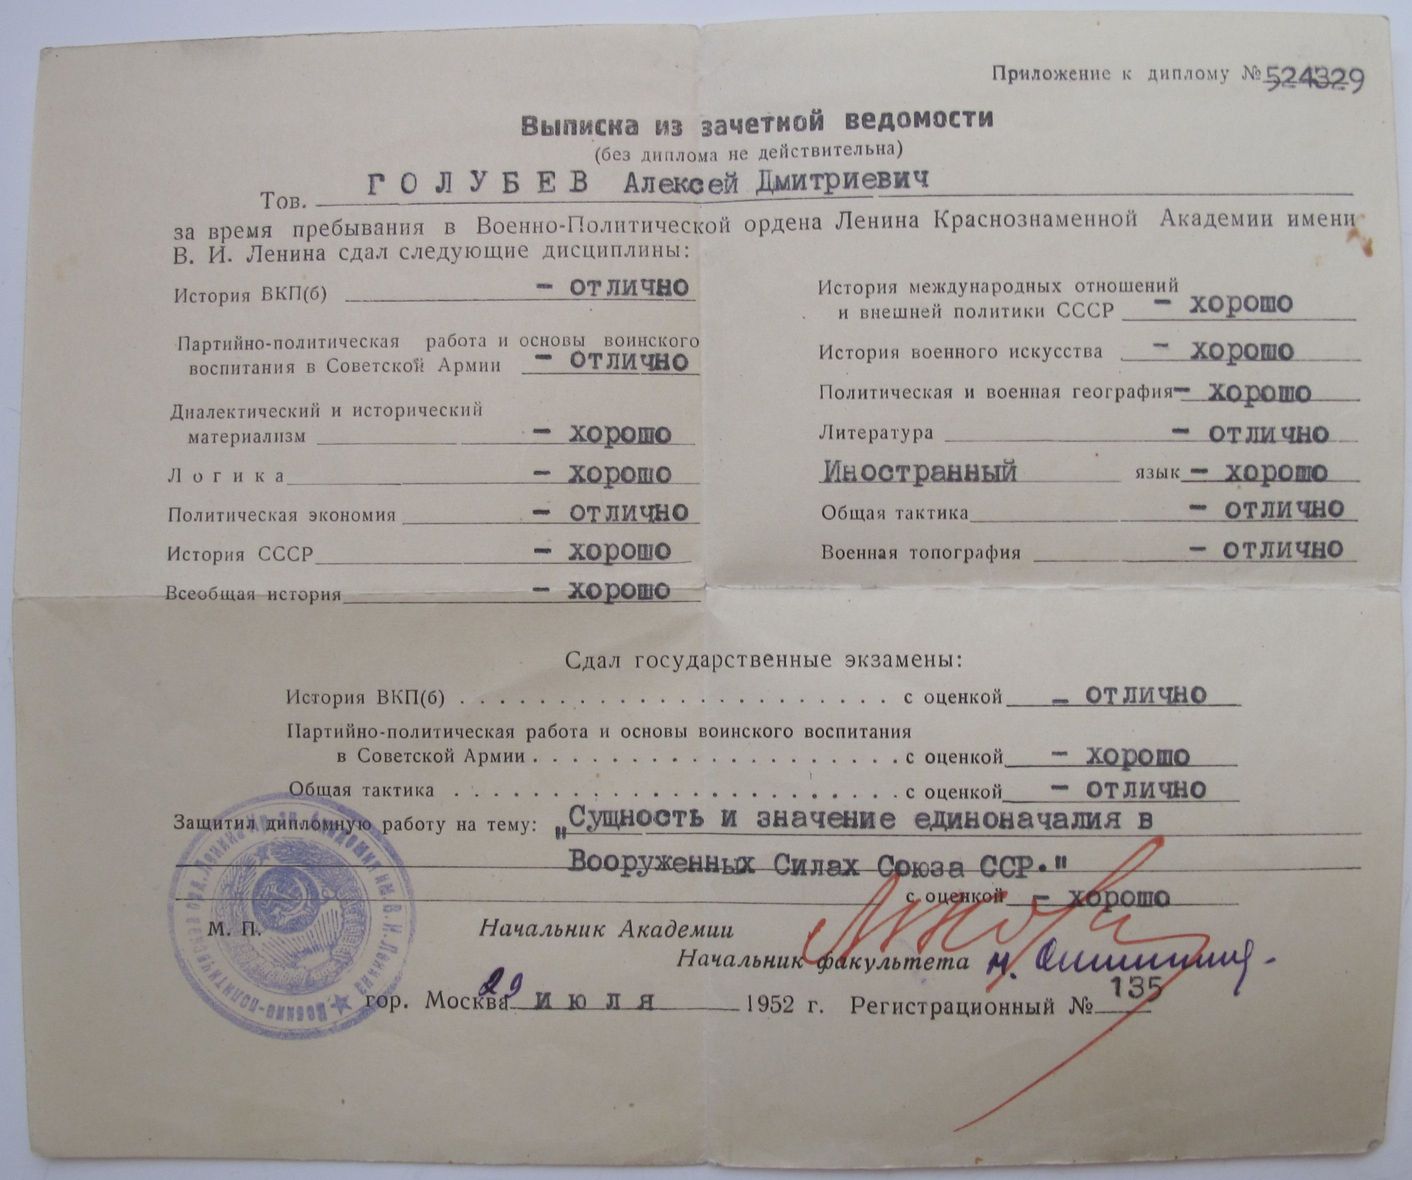 Приложение к диплому № 524329
Выписка из зачетной ведомости
(без диплома не действительна)
Тов. ГОЛУБЕВ Алексей Дмитриевич
за время пребывания в Военно-Политической ордена Ленина Краснознаменной Академии имени
В. И. Ленина сдал следующие дисциплины:
История ВКП(б) – отлично
Партийно-политическая работа и основы воинского
воспитания в Советской Армии – отлично
Диалектический и исторический
материализм – хорошо
Логика – хорошо
Политическая экономия – отлично
История СССР – хорошо
Всеобщая история – хорошо
История международных отношений
и внешней политики СССР – хорошо
История военного искусства – хорошо
Политическая и военная география – хорошо
Литература – отлично
Иностранный язык – хорошо
Общая тактика – отлично
Военная топография – отлично
Сдал государственные экзамены:
История ВКП(б) . . . . . . . . . . . . . . . . . . . . . . с оценкой – отлично
Партийно-политическая работа и основы воинского воспитания
в Советской Армии . . . . . . . . . . . . . . . . . . . с оценкой – хорошо
Общая тактика . . . . . . . . . . . . . . . . . . . . . . . с оценкой – отлично
Защитил дипломную работу на тему: „Сущность и значение единоначалия в
Вооруженных Силах Союза ССР."
с оценкой – хорошо
М. П.
Начальник Академии
Начальник факультета
гор. Москва 29 июля 1952 г. Регистрационный № 135